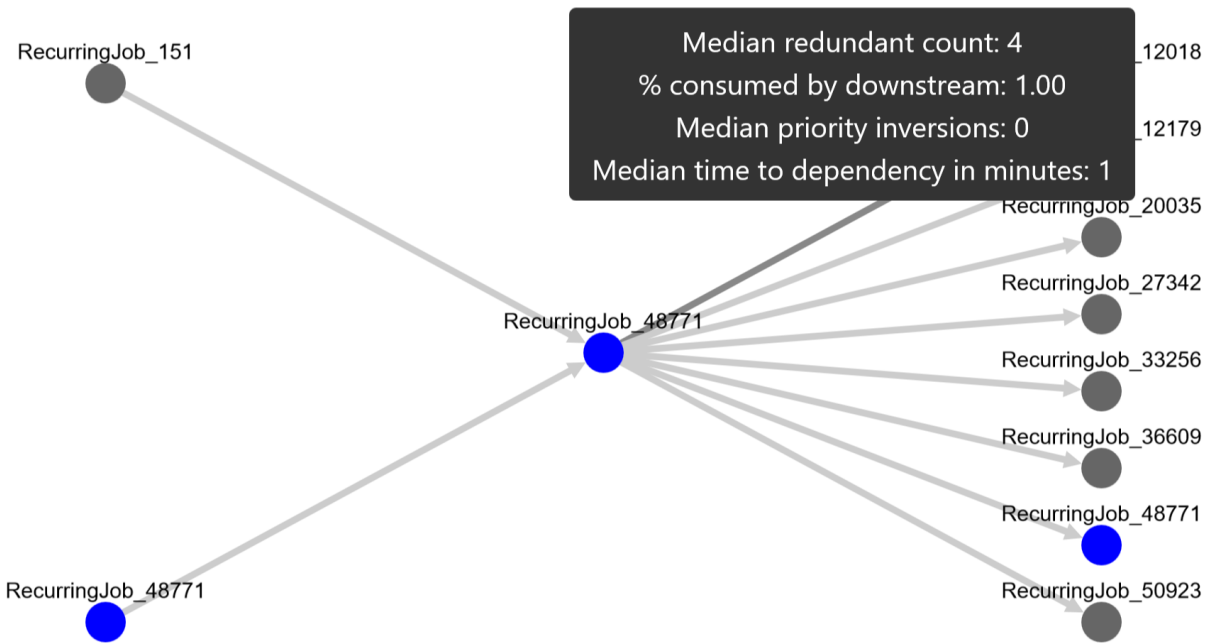 RecurringJob_151
Median redundant count: 4
% consumed by downstream: 1.00
Median priority inversions: 0
Median time to dependency in minutes: 1
_12018
_12179
RecurringJob_20035
RecurringJob_27342
RecurringJob_48771
RecurringJob_33256
RecurringJob_36609
RecurringJob_48771
RecurringJob_48771
RecurringJob_50923